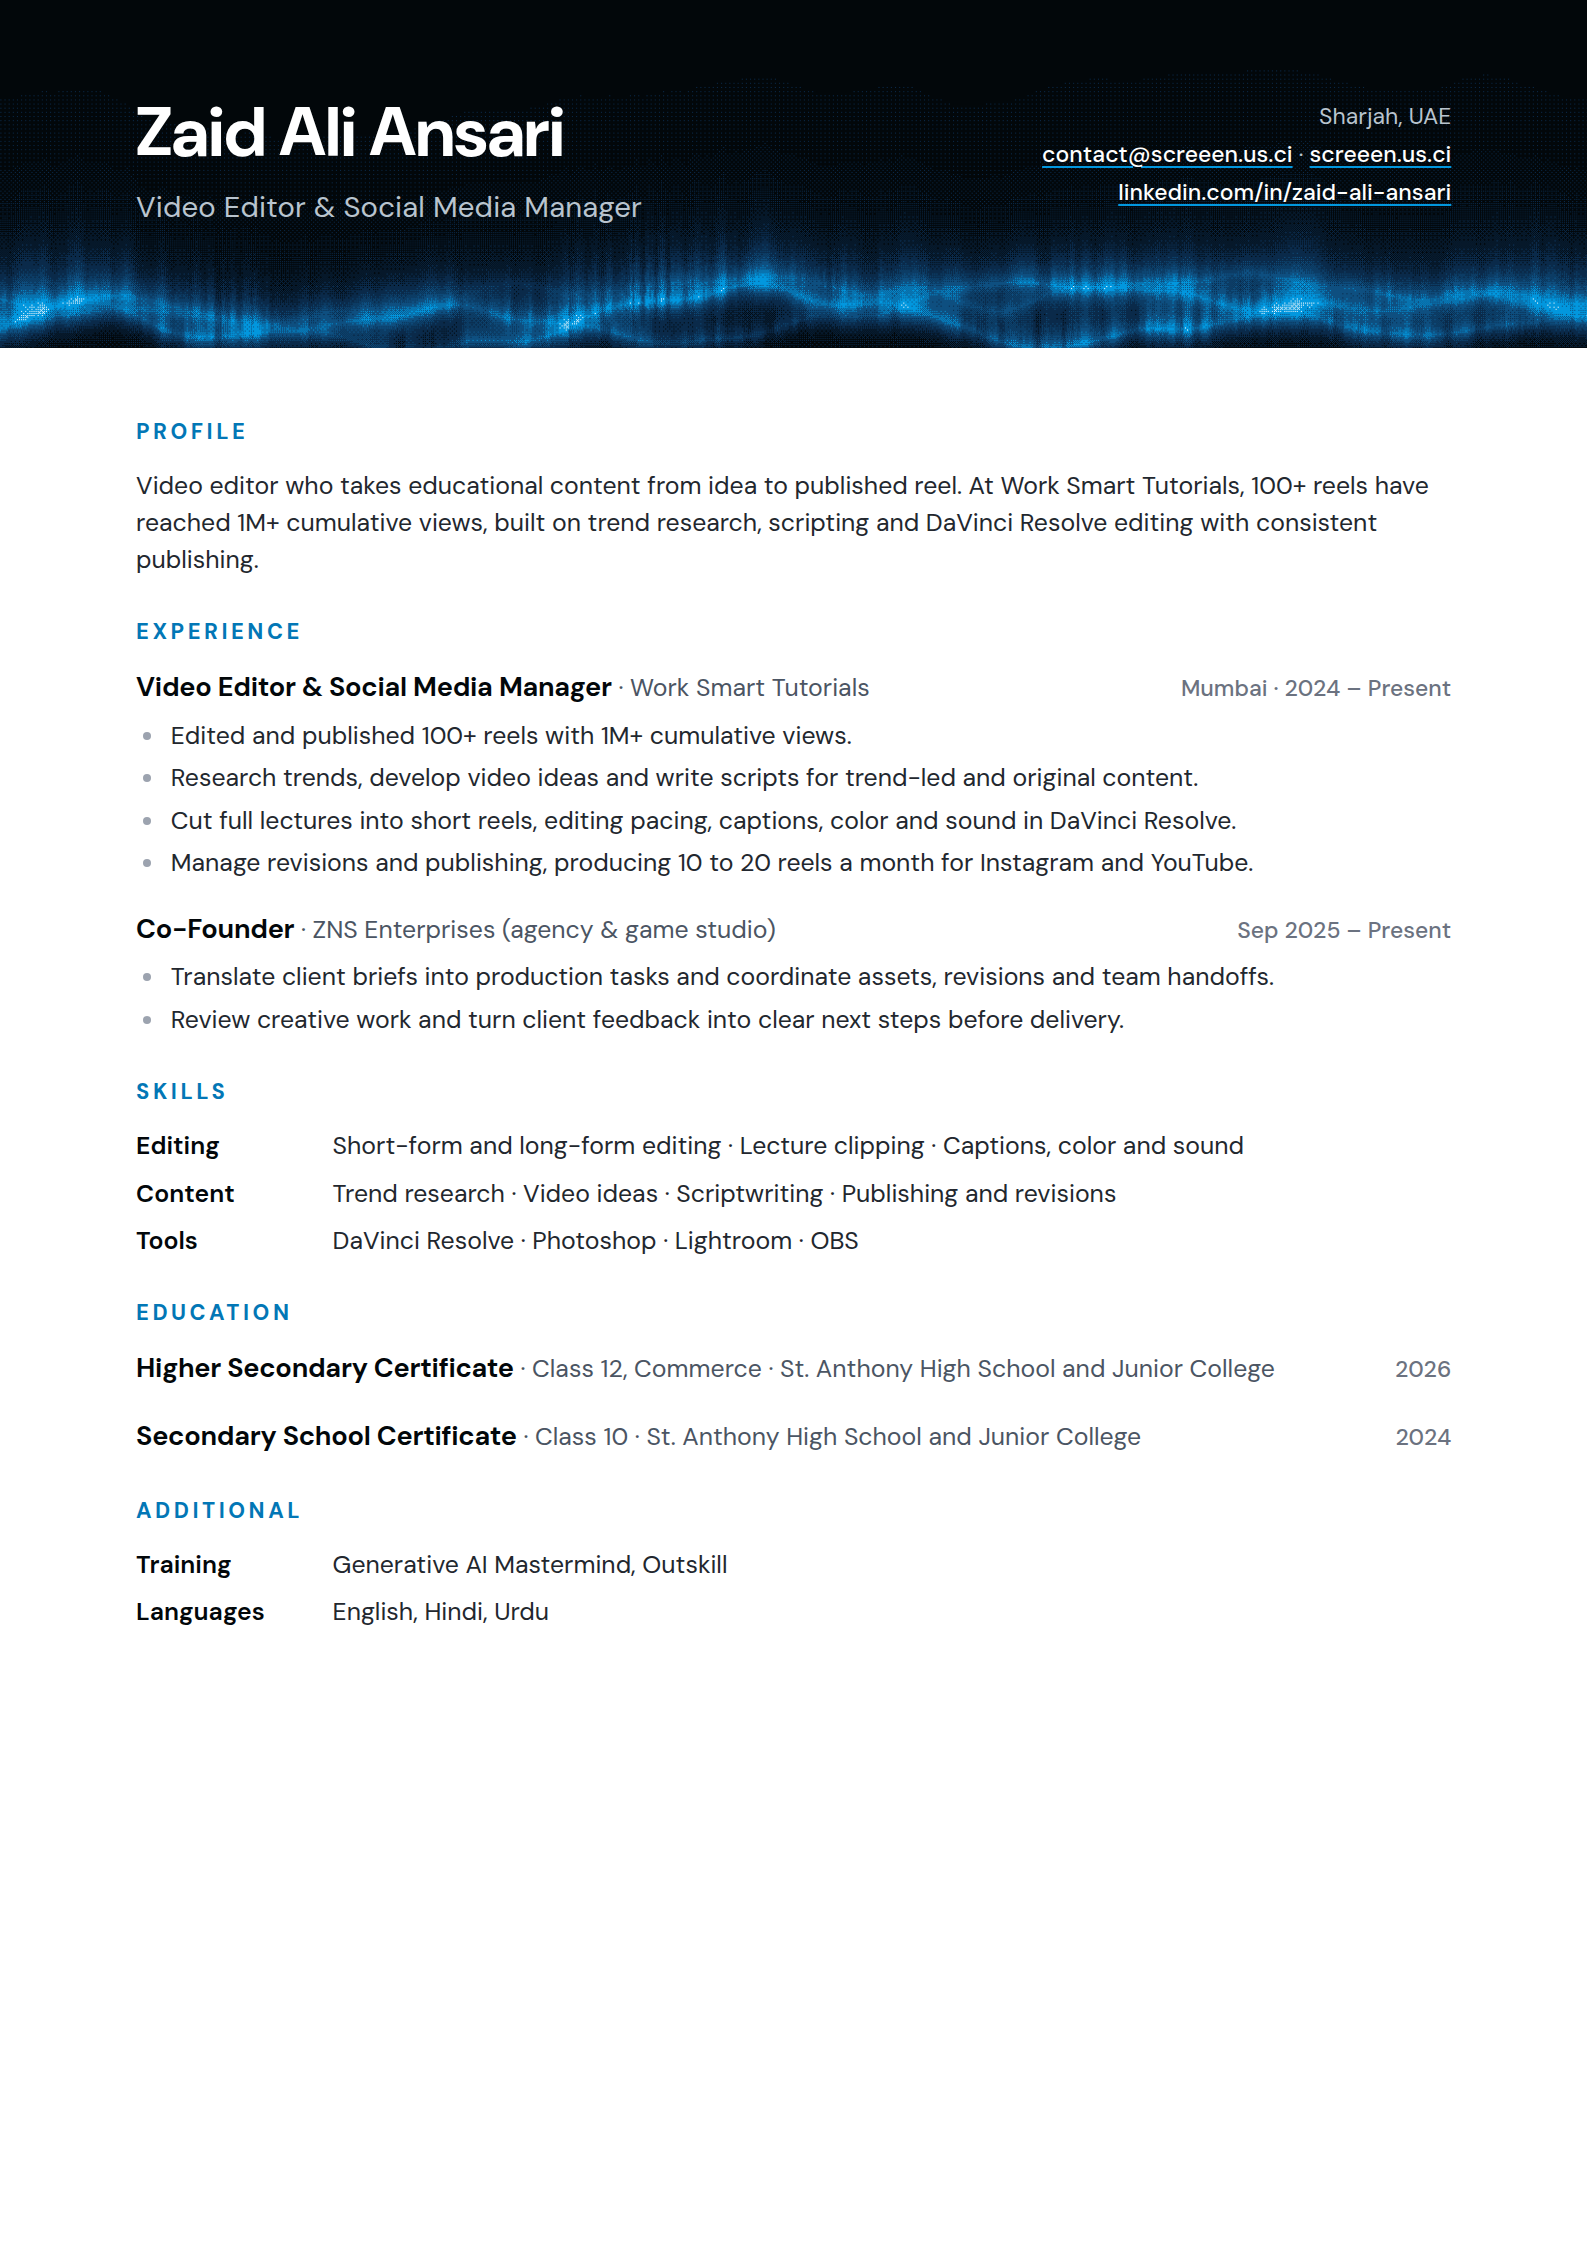 Zaid Ali Ansari
Video Editor & Social Media Manager
Sharjah, UAE
contact@screeen.us.ci · screeen.us.ci
linkedin.com/in/zaid-ali-ansari
PROFILE
Video editor who takes educational content from idea to published reel. At Work Smart Tutorials, 100+ reels have
reached 1M+ cumulative views, built on trend research, scripting and DaVinci Resolve editing with consistent
publishing.
EXPERIENCE
Video Editor & Social Media Manager · Work Smart Tutorials Mumbai · 2024 – Present
• Edited and published 100+ reels with 1M+ cumulative views.
• Research trends, develop video ideas and write scripts for trend-led and original content.
• Cut full lectures into short reels, editing pacing, captions, color and sound in DaVinci Resolve.
• Manage revisions and publishing, producing 10 to 20 reels a month for Instagram and YouTube.
Co-Founder · ZNS Enterprises (agency & game studio) Sep 2025 – Present
• Translate client briefs into production tasks and coordinate assets, revisions and team handoffs.
• Review creative work and turn client feedback into clear next steps before delivery.
SKILLS
Editing Short-form and long-form editing · Lecture clipping · Captions, color and sound
Content Trend research · Video ideas · Scriptwriting · Publishing and revisions
Tools DaVinci Resolve · Photoshop · Lightroom · OBS
EDUCATION
Higher Secondary Certificate · Class 12, Commerce · St. Anthony High School and Junior College 2026
Secondary School Certificate · Class 10 · St. Anthony High School and Junior College 2024
ADDITIONAL
Training Generative AI Mastermind, Outskill
Languages English, Hindi, Urdu